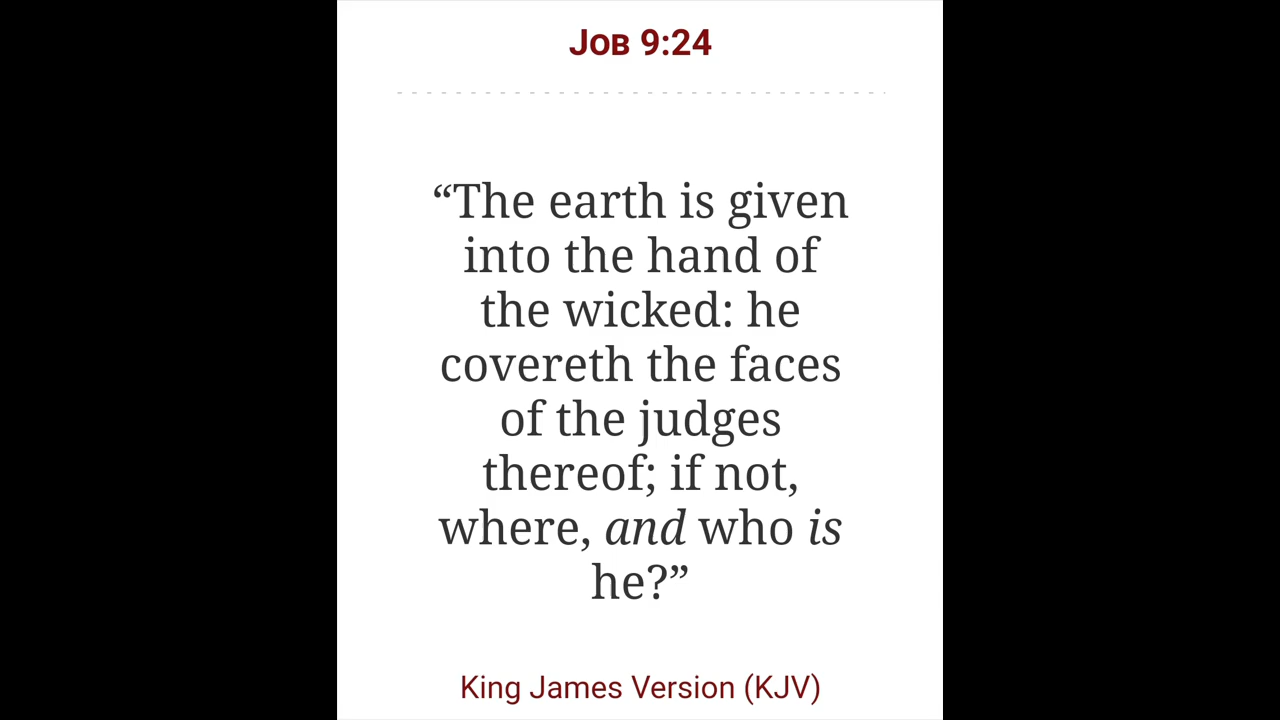 Job 9:24
“The earth is given
into the hand of
the wicked: he
covereth the faces
of the judges
thereof; if not,
where, and who is
he?”
King James Version (KJV)